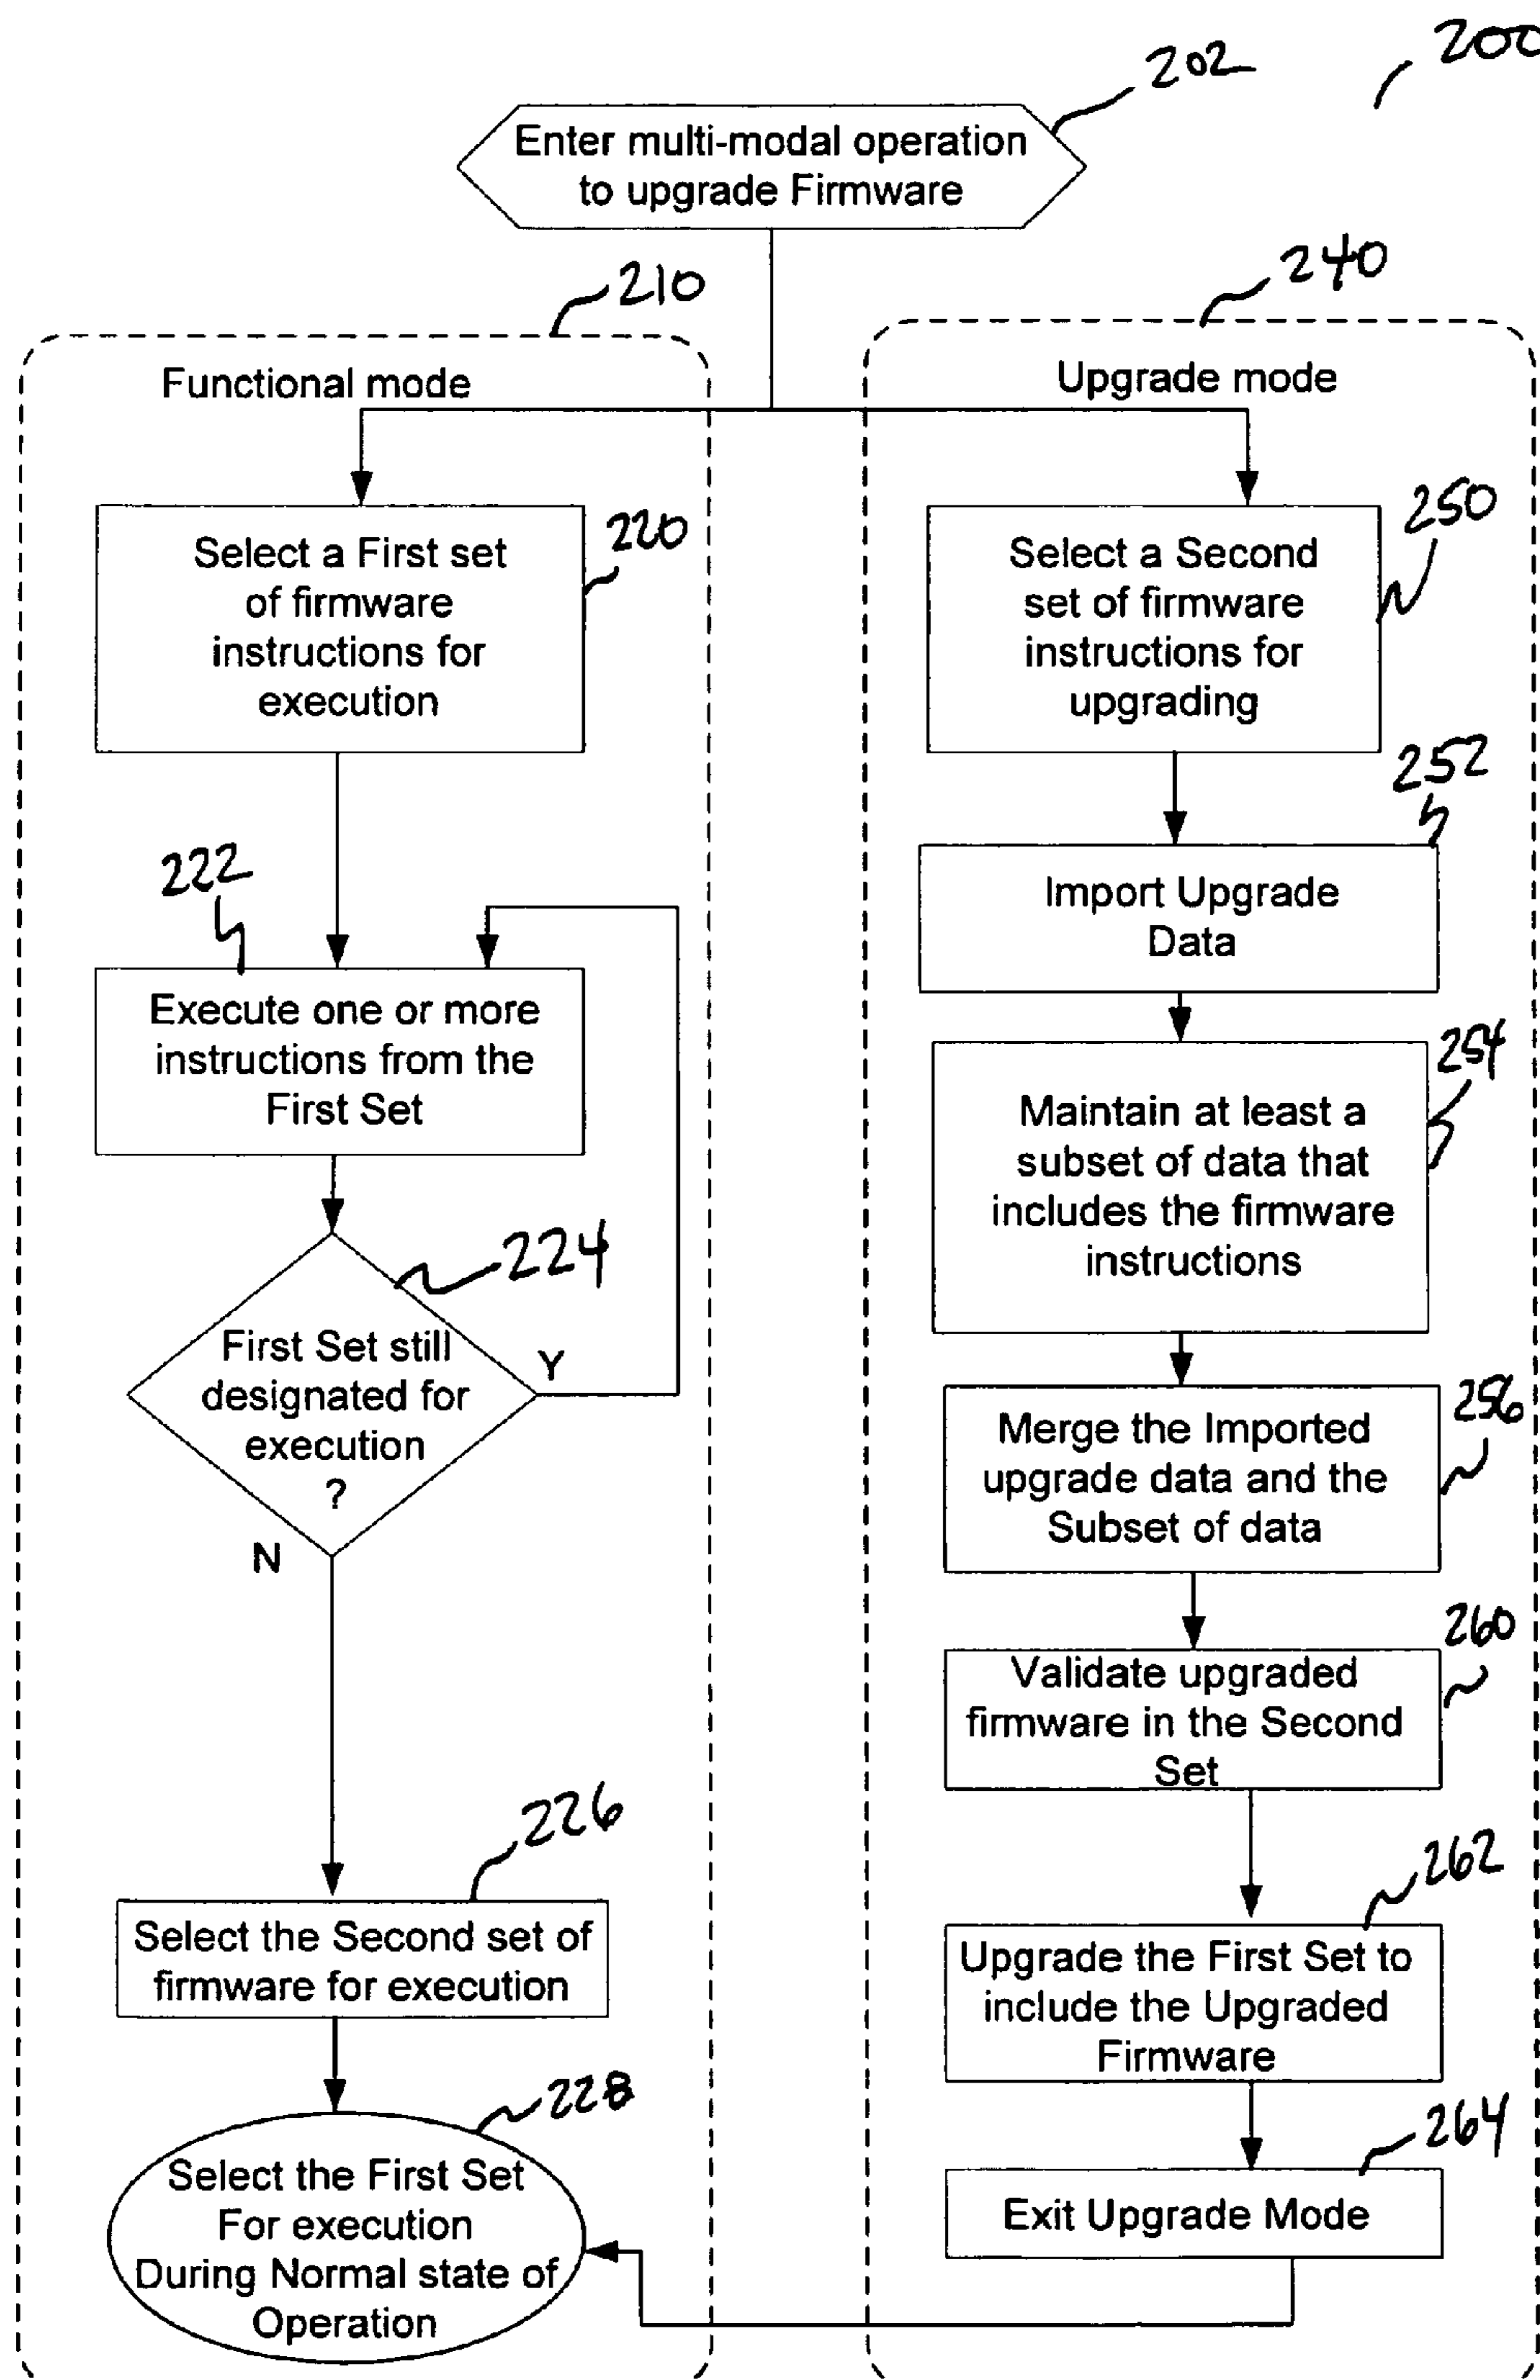 200
202
Enter multi-modal operation
to upgrade Firmware
210
240
Functional mode
Upgrade mode
Select a First set
of firmware
instructions for
execution
220
Select a Second
set of firmware
instructions for
upgrading
250
252
Import Upgrade
Data
222
Execute one or more
instructions from the
First Set
254
Maintain at least a
subset of data that
includes the firmware
instructions
224
First Set still
designated for
execution
?
Y
N
256
Merge the Imported
upgrade data and the
Subset of data
260
Validate upgraded
firmware in the Second
Set
226
Select the Second set of
firmware for execution
262
Upgrade the First Set to
include the Upgraded
Firmware
228
Select the First Set
For execution
During Normal state of
Operation
264
Exit Upgrade Mode